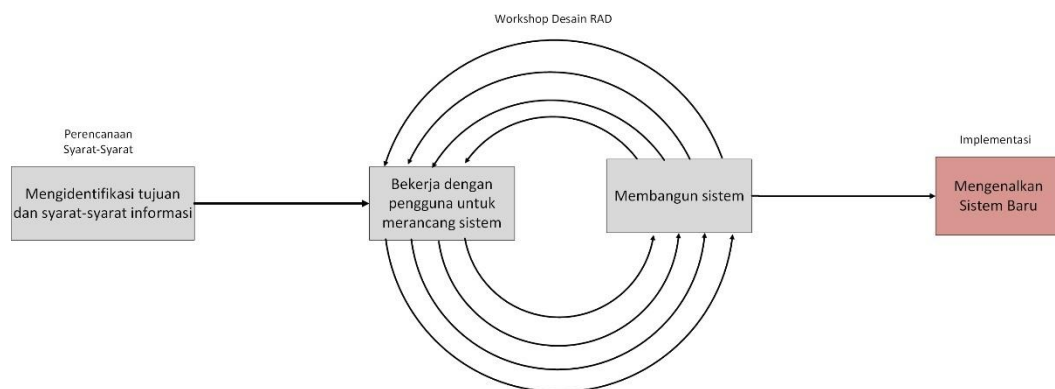 Workshop Desain RAD
Perencanaan
Syarat-Syarat
Mengidentifikasi tujuan
dan syarat-syarat informasi
Bekerja dengan
pengguna untuk
merancang sistem
Membangun sistem
Implementasi
Mengenalkan
Sistem Baru